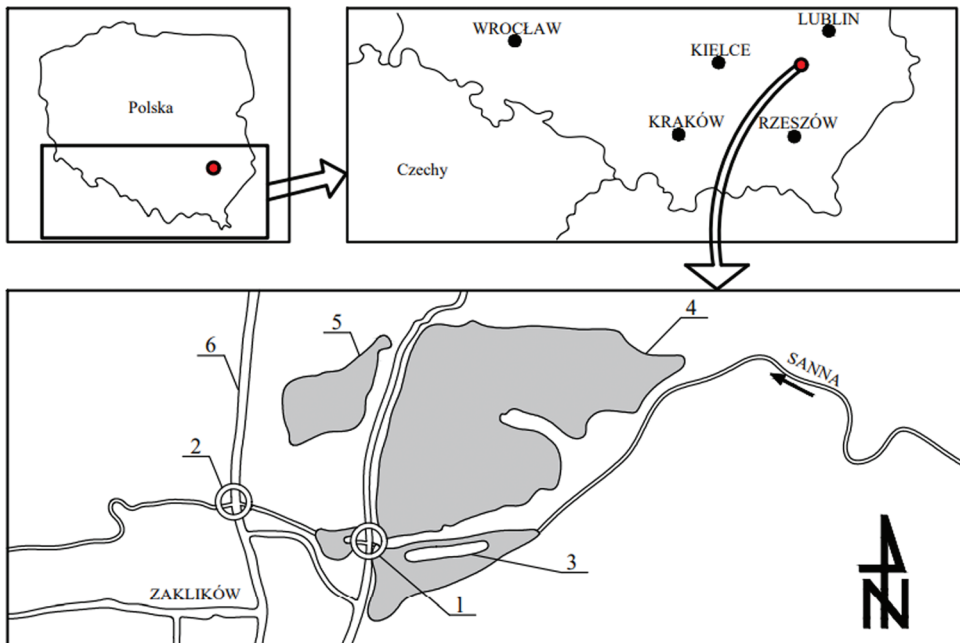 Polska
WROCŁAW
LUBLIN
KIELCE
KRAKÓW
RZESZÓW
Czechy
4
5
6
SANNA
2
3
ZAKLIKÓW
1
N